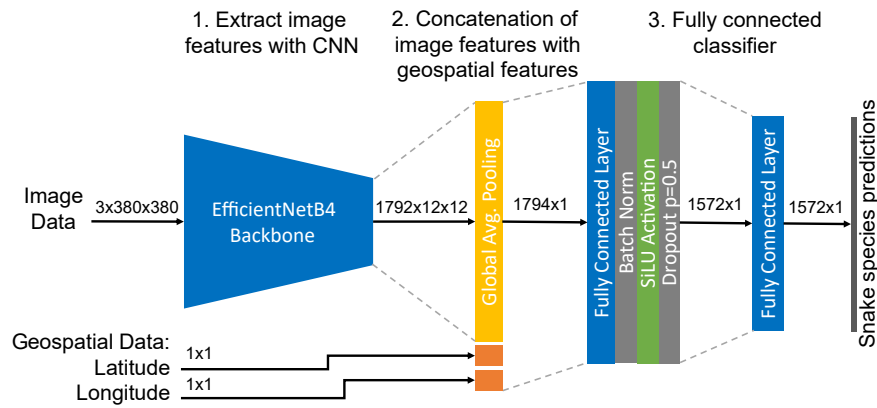 1. Extract image
features with CNN
2. Concatenation of
image features with
geospatial features
3. Fully connected
classifier
Image
Data
3x380x380
EfficientNetB4
Backbone
1792x12x12
Global Avg. Pooling
1794x1
Fully Connected Layer
Batch Norm
SiLU Activation
Dropout p=0.5
1572x1
Fully Connected Layer
1572x1
Snake species predictions
Geospatial Data:
Latitude
1x1
Longitude
1x1